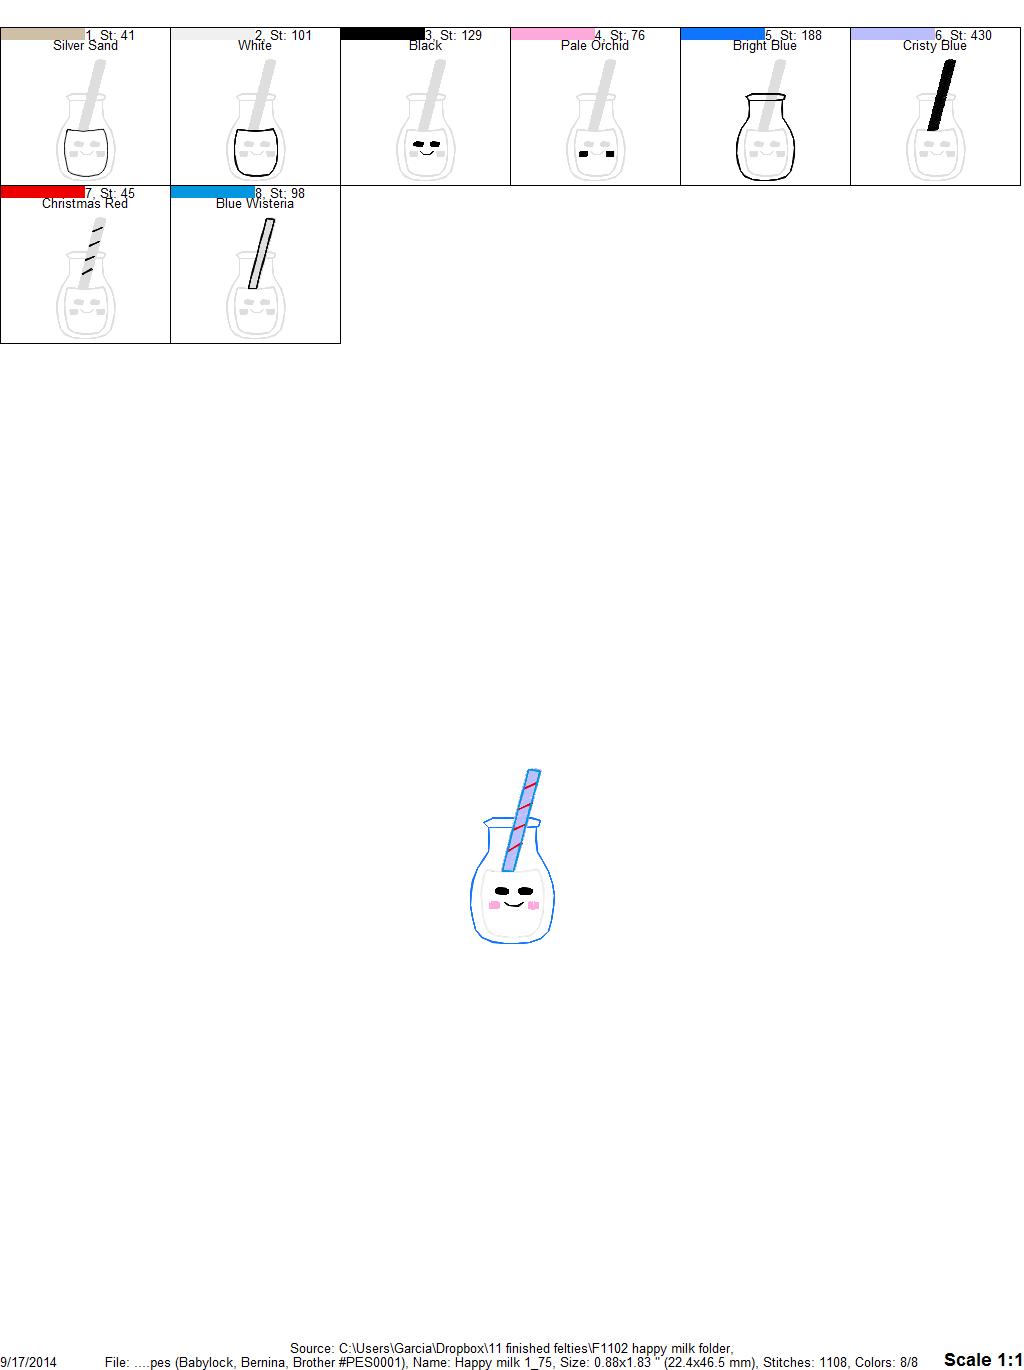 1, St: 41
Silver Sand
2, St: 101
White
3, St: 129
Black
4, St: 76
Pale Orchid
5, St: 188
Bright Blue
6, St: 430
Cristy Blue
7, St: 45
Christmas Red
8, St: 98
Blue Wisteria
Source: C:\Users\Garcia\Dropbox\11 finished felties\F1102 happy milk folder,
9/17/2014 File: ....pes (Babylock, Bernina, Brother #PES0001), Name: Happy milk 1_75, Size: 0.88x1.83 " (22.4x46.5 mm), Stitches: 1108, Colors: 8/8 Scale 1:1